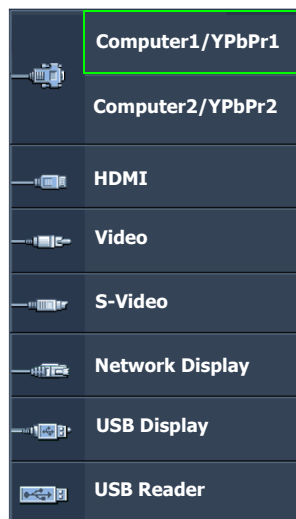 Computer1/YPbPr1
Computer2/YPbPr2
HDMI
Video
S-Video
Network Display
USB Display
USB Reader